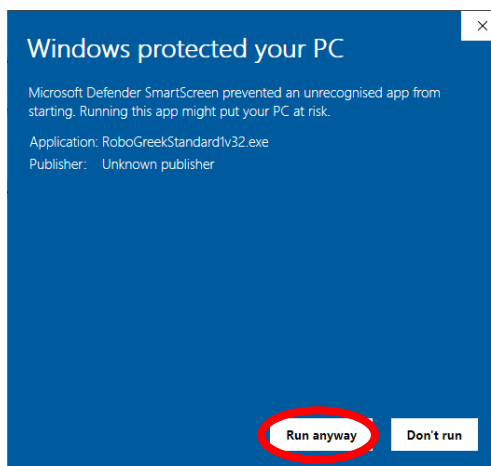 Windows protected your PC
Microsoft Defender SmartScreen prevented an unrecognised app from
starting. Running this app might put your PC at risk.
Application: RoboGreekStandard1v32.exe
Publisher: Unknown publisher
Run anyway
Don't run